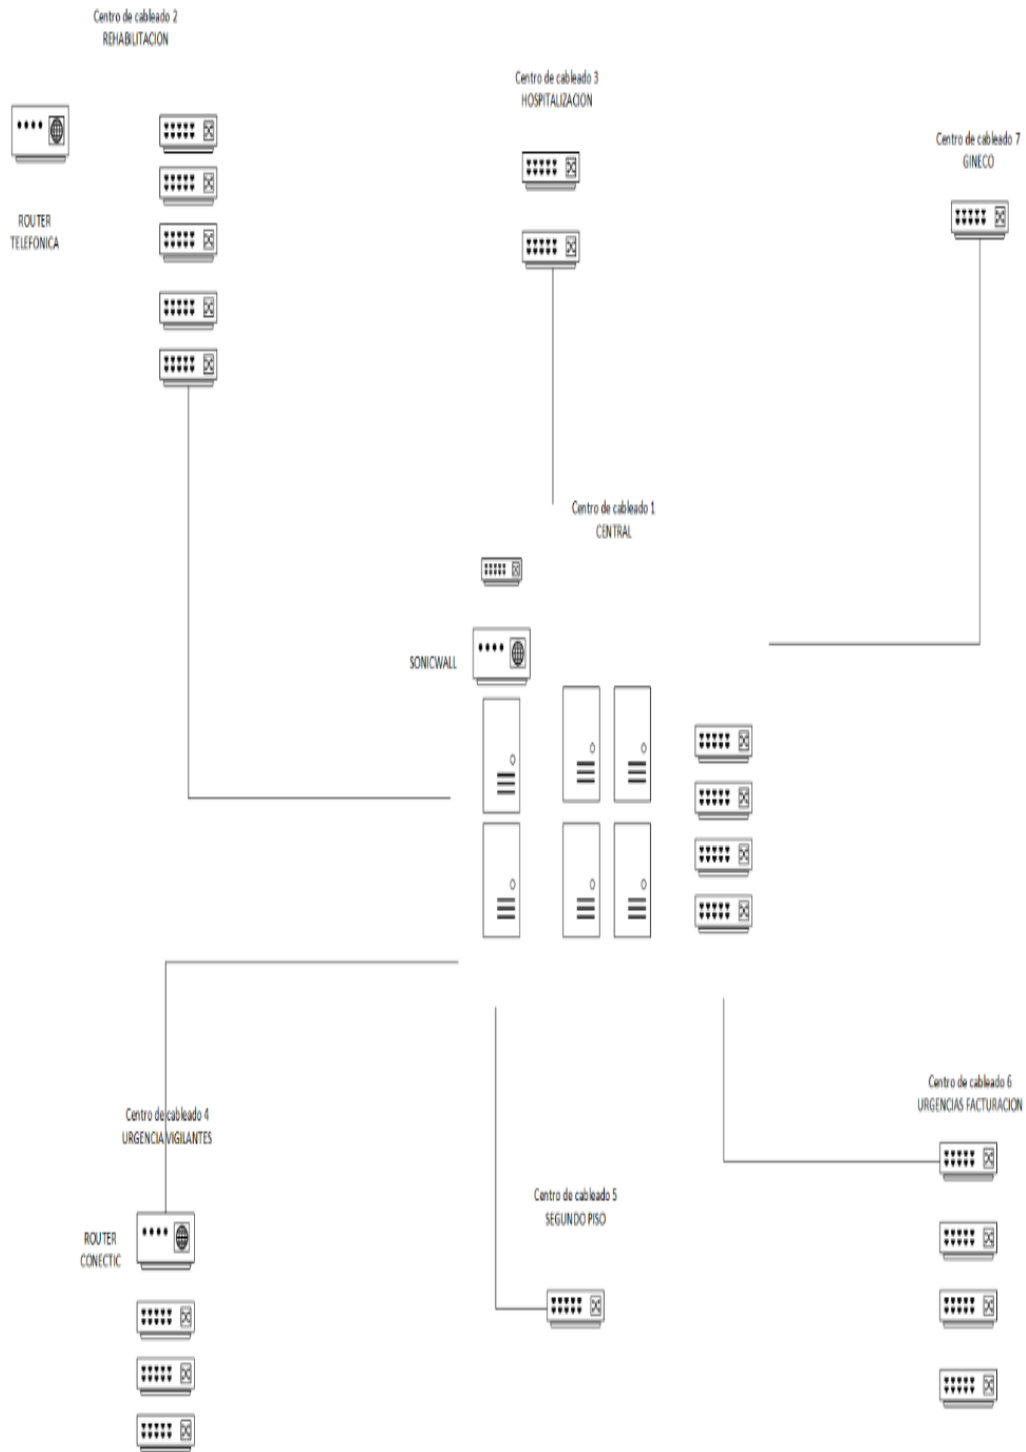 Centro de cableado 2
REHABILITACION
Centro de cableado 3
HOSPITALIZACION
Centro de cableado 7
GINECO
ROUTER
TELEFONICA
Centro de cableado 1
CENTRAL
SONICWALL
Centro de cableado 6
URGENCIAS FACTURACION
Centro de cableado 4
URGENCIA VIGILANTES
Centro de cableado 5
SEGUNDO PISO
ROUTER
CONECTIC